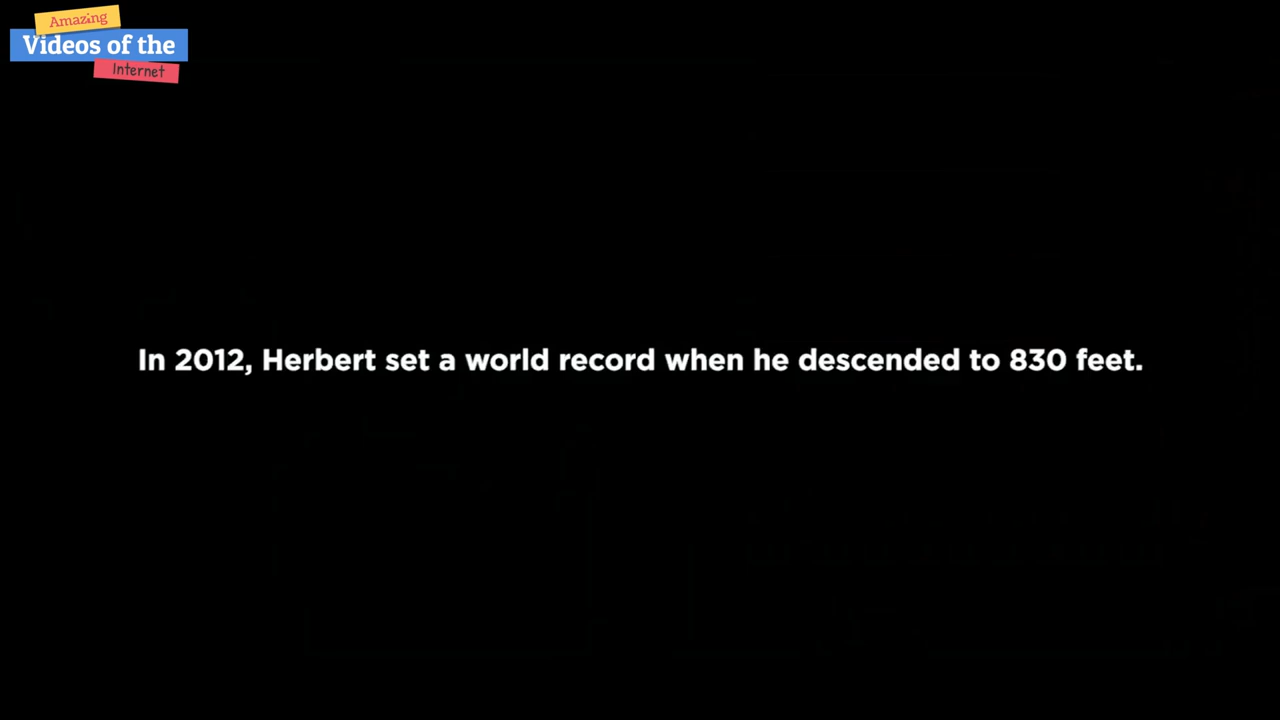 Amazing
Videos of the
Internet
In 2012, Herbert set a world record when he descended to 830 feet.